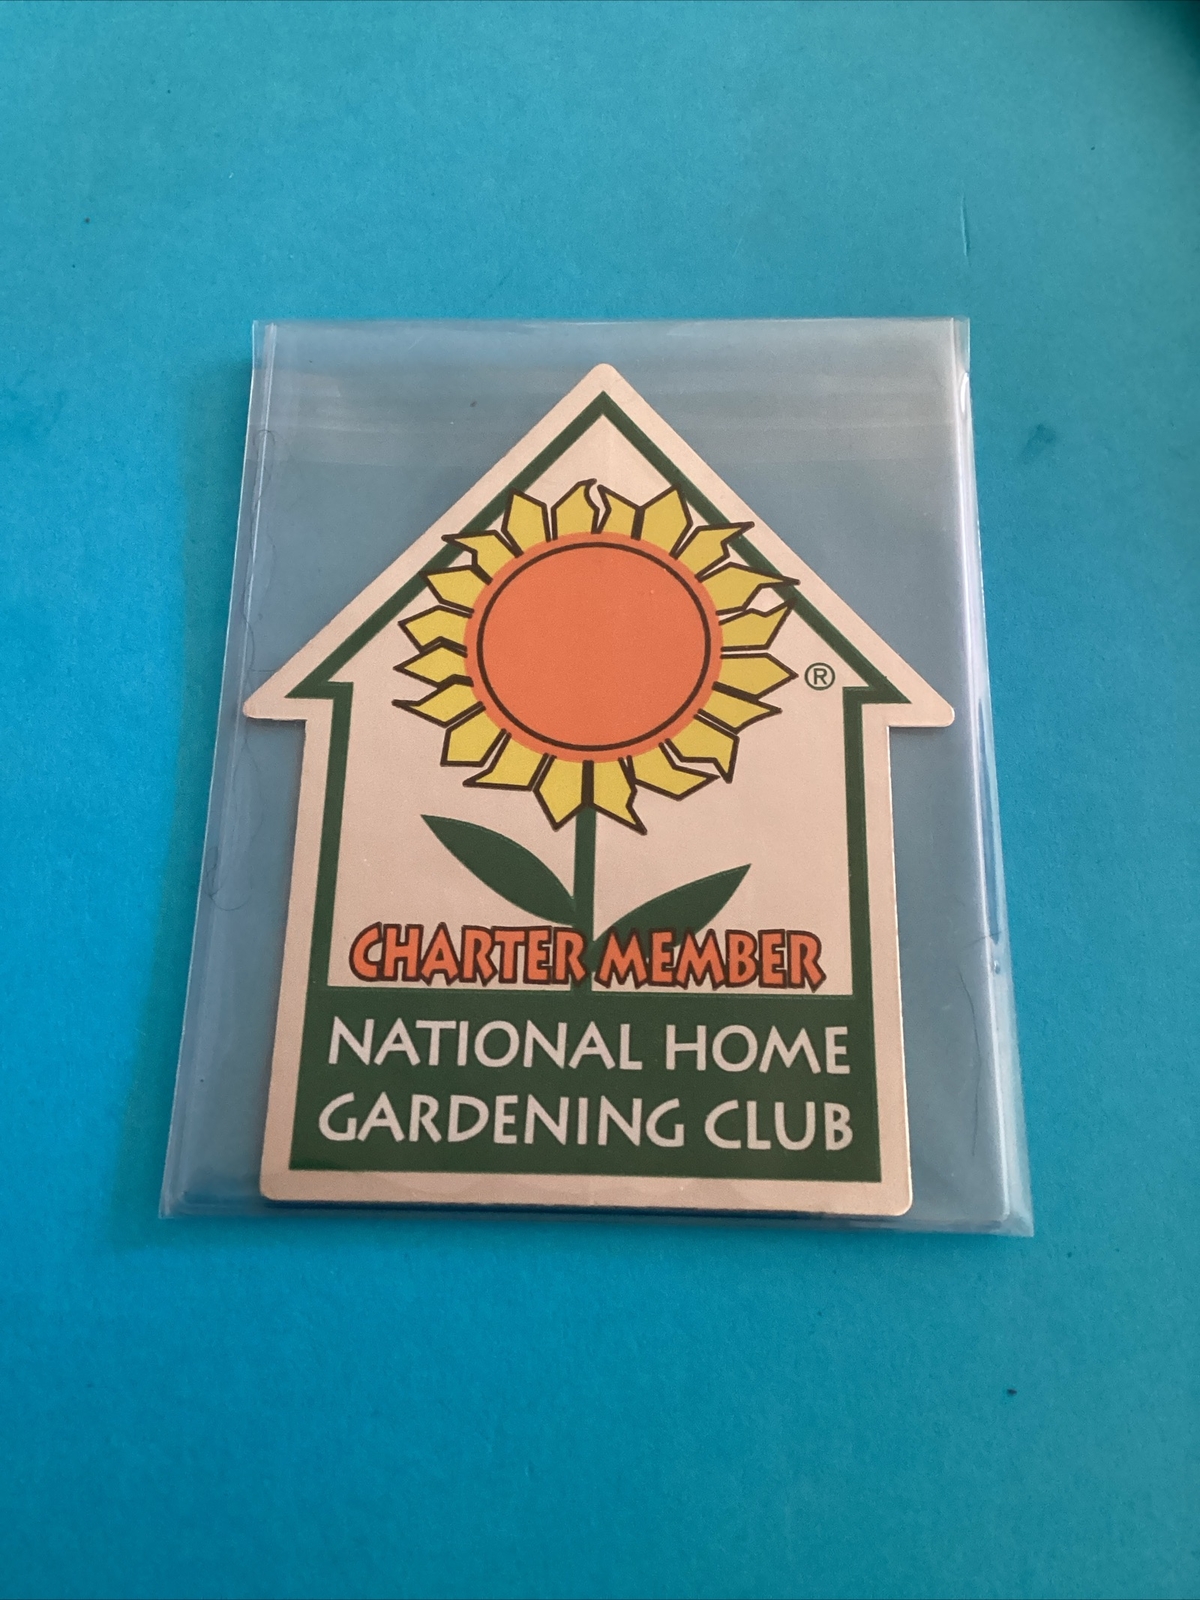 ®
CHARTER MEMBER
NATIONAL HOME
GARDENING CLUB